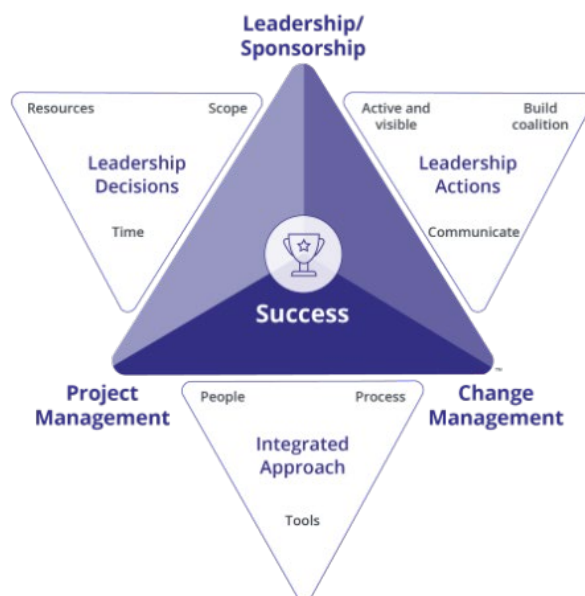 Leadership/
Sponsorship
Resources
Scope
Leadership
Decisions
Time
Active and
visible
Build
coalition
Leadership
Actions
Communicate
Success
™
Project
Management
Change
Management
People
Process
Integrated
Approach
Tools